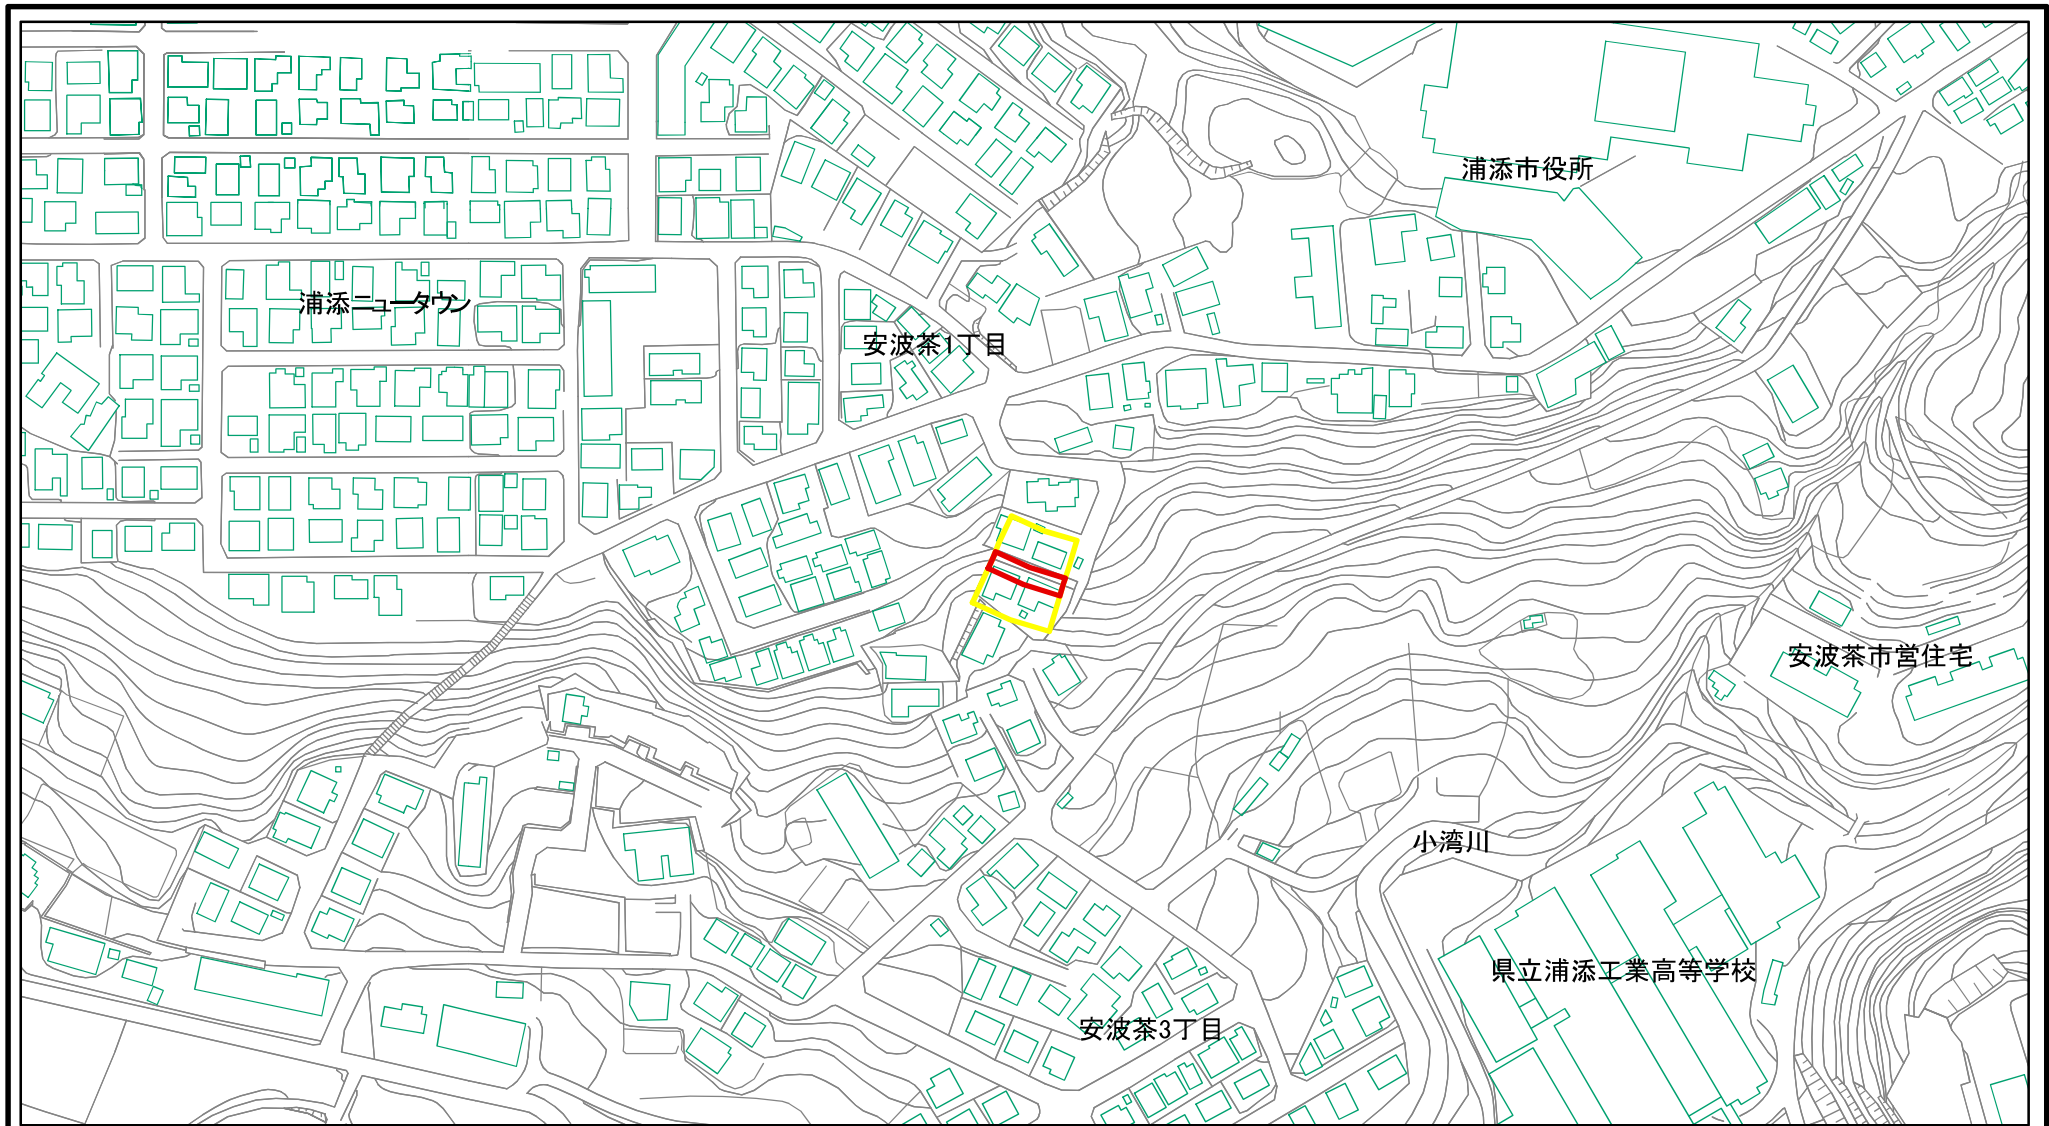 浦添市役所
浦添ニュータウン
安波茶1丁目
安波茶市営住宅
小湾川
県立浦添工業高等学校
安波茶3丁目